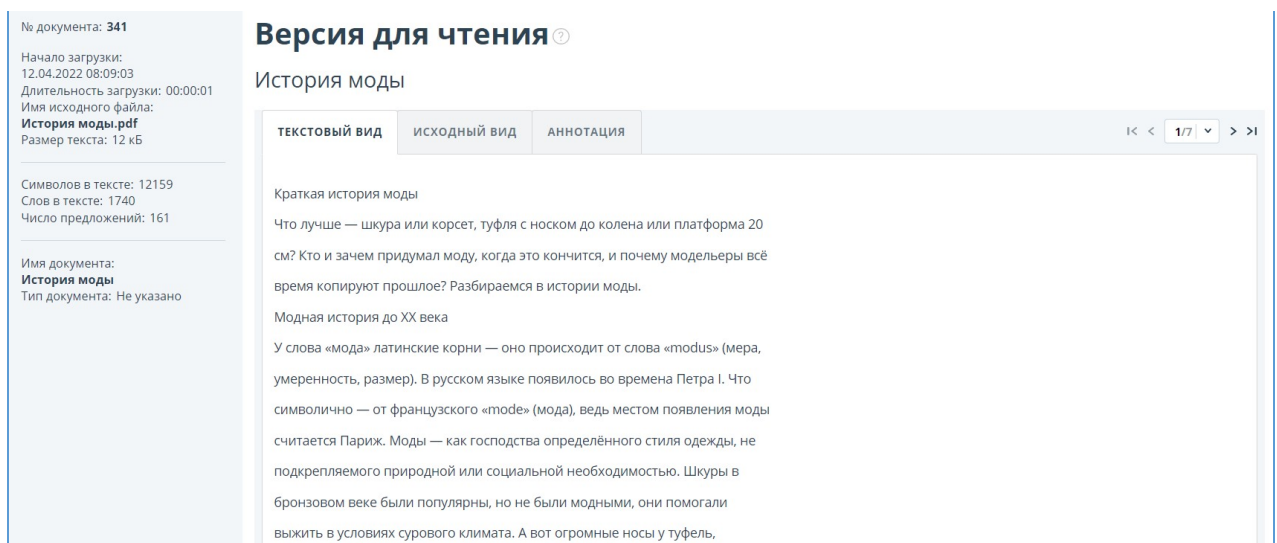 № документа: 341
Начало загрузки:
12.04.2022 08:09:03
Длительность загрузки: 00:00:01
Имя исходного файла:
История моды.pdf
Размер текста: 12 кБ
Символов в тексте: 12159
Слов в тексте: 1740
Число предложений: 161
Имя документа:
История моды
Тип документа: Не указано
Версия для чтения ?
История моды
ТЕКСТОВЫЙ ВИД ИСХОДНЫЙ ВИД АННОТАЦИЯ 1/7
Краткая история моды
Что лучше — шкура или корсет, туфля с носком до колена или платформа 20
см? Кто и зачем придумал моду, когда это кончится, и почему модельеры всё
время копируют прошлое? Разбираемся в истории моды.
Модная история до XX века
У слова «мода» латинские корни — оно происходит от слова «modus» (мера,
умеренность, размер). В русском языке появилось во времена Петра I. Что
символично — от французского «mode» (мода), ведь местом появления моды
считается Париж. Моды — как господства определённого стиля одежды, не
подкрепляемого природной или социальной необходимостью. Шкуры в
бронзовом веке были популярны, но не были модными, они помогали
выжить в условиях сурового климата. А вот огромные носы у туфель,